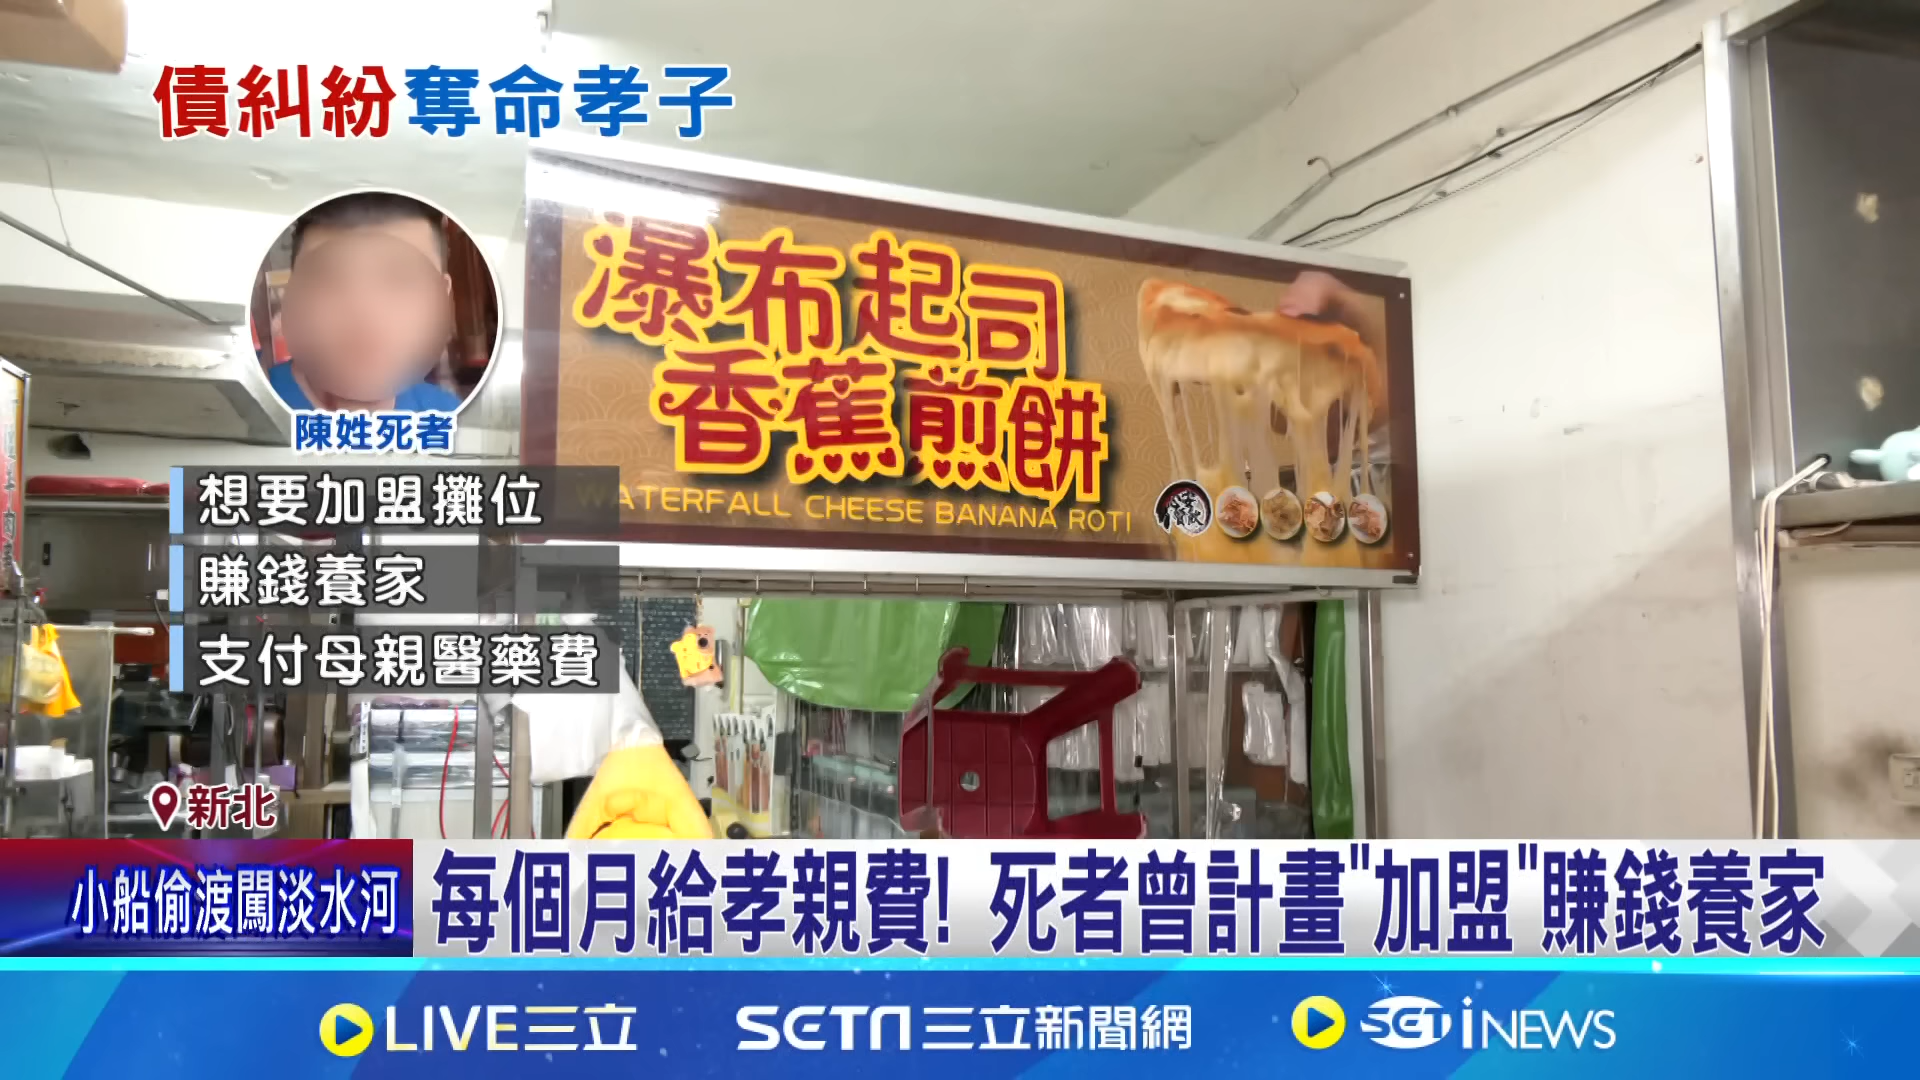 債糾紛奪命孝子
瀑布起司
香蕉煎餅
WATERFALL CHEESE BANANA ROTI
陳姓死者
想要加盟攤位
賺錢養家
支付母親醫藥費
新北
小船偷渡闖淡水河
每個月給孝親費! 死者曾計畫"加盟"賺錢養家
LIVE三立
SETN三立新聞網
SETiNEWS